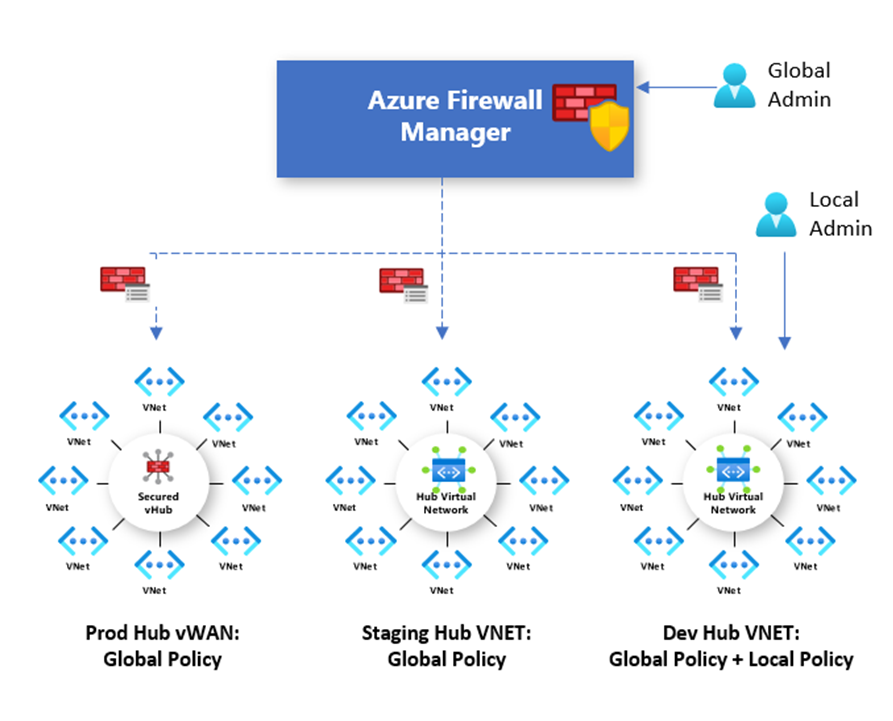 Azure Firewall
Manager
Global
Admin
Local
Admin
VNet
VNet
VNet
VNet
VNet
VNet
VNet
VNet
Secured
vHub
Prod Hub vWAN:
Global Policy
VNet
VNet
VNet
VNet
VNet
VNet
VNet
VNet
Hub Virtual
Network
Staging Hub VNET:
Global Policy
VNet
VNet
VNet
VNet
VNet
VNet
VNet
VNet
Hub Virtual
Network
Dev Hub VNET:
Global Policy + Local Policy